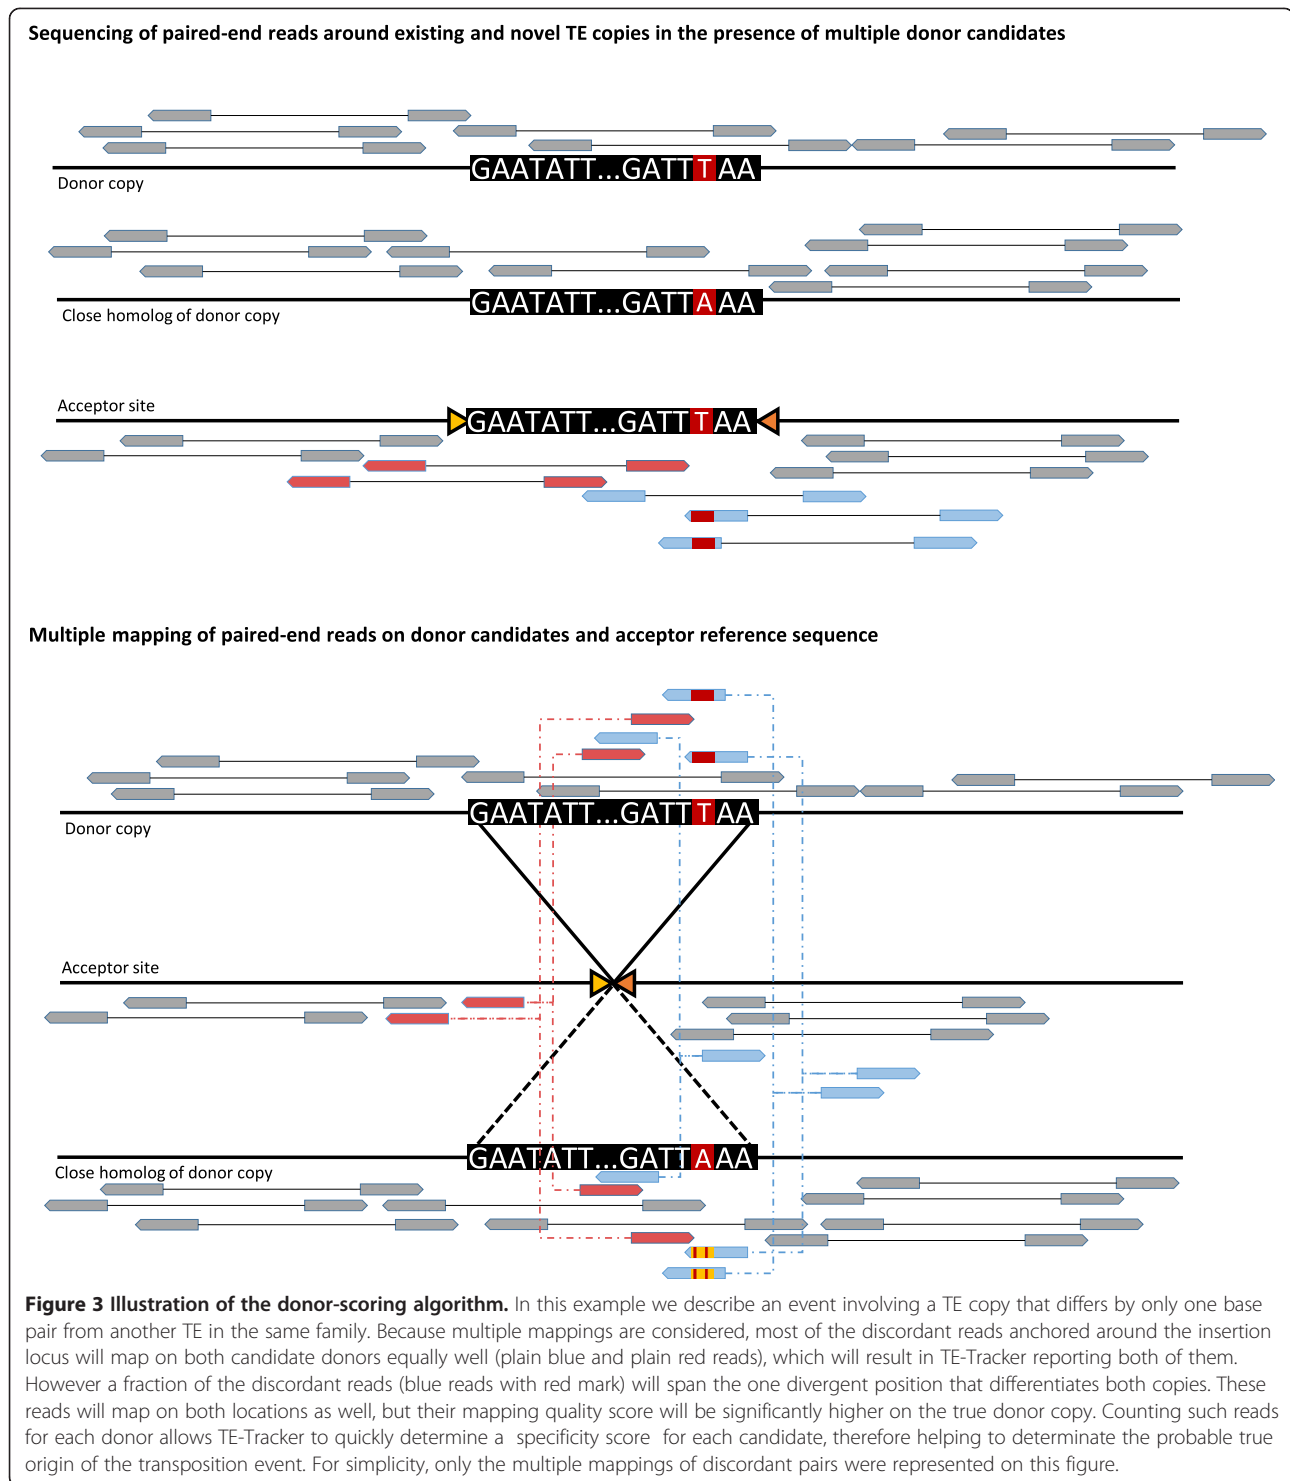 Sequencing of paired-end reads around existing and novel TE copies in the presence of multiple donor candidates
GAATATT...GATTTAA
Donor copy
GAATATT...GATTAAA
Close homolog of donor copy
Acceptor site
GAATATT...GATTTAA
Multiple mapping of paired-end reads on donor candidates and acceptor reference sequence
GAATATT...GATTTAA
Donor copy
Acceptor site
GAATATT...GATTAAA
Close homolog of donor copy
Figure 3 Illustration of the donor-scoring algorithm. In this example we describe an event involving a TE copy that differs by only one base
pair from another TE in the same family. Because multiple mappings are considered, most of the discordant reads anchored around the insertion
locus will map on both candidate donors equally well (plain blue and plain red reads), which will result in TE-Tracker reporting both of them.
However a fraction of the discordant reads (blue reads with red mark) will span the one divergent position that differentiates both copies. These
reads will map on both locations as well, but their mapping quality score will be significantly higher on the true donor copy. Counting such reads
for each donor allows TE-Tracker to quickly determine a specificity score for each candidate, therefore helping to determinate the probable true
origin of the transposition event. For simplicity, only the multiple mappings of discordant pairs were represented on this figure.